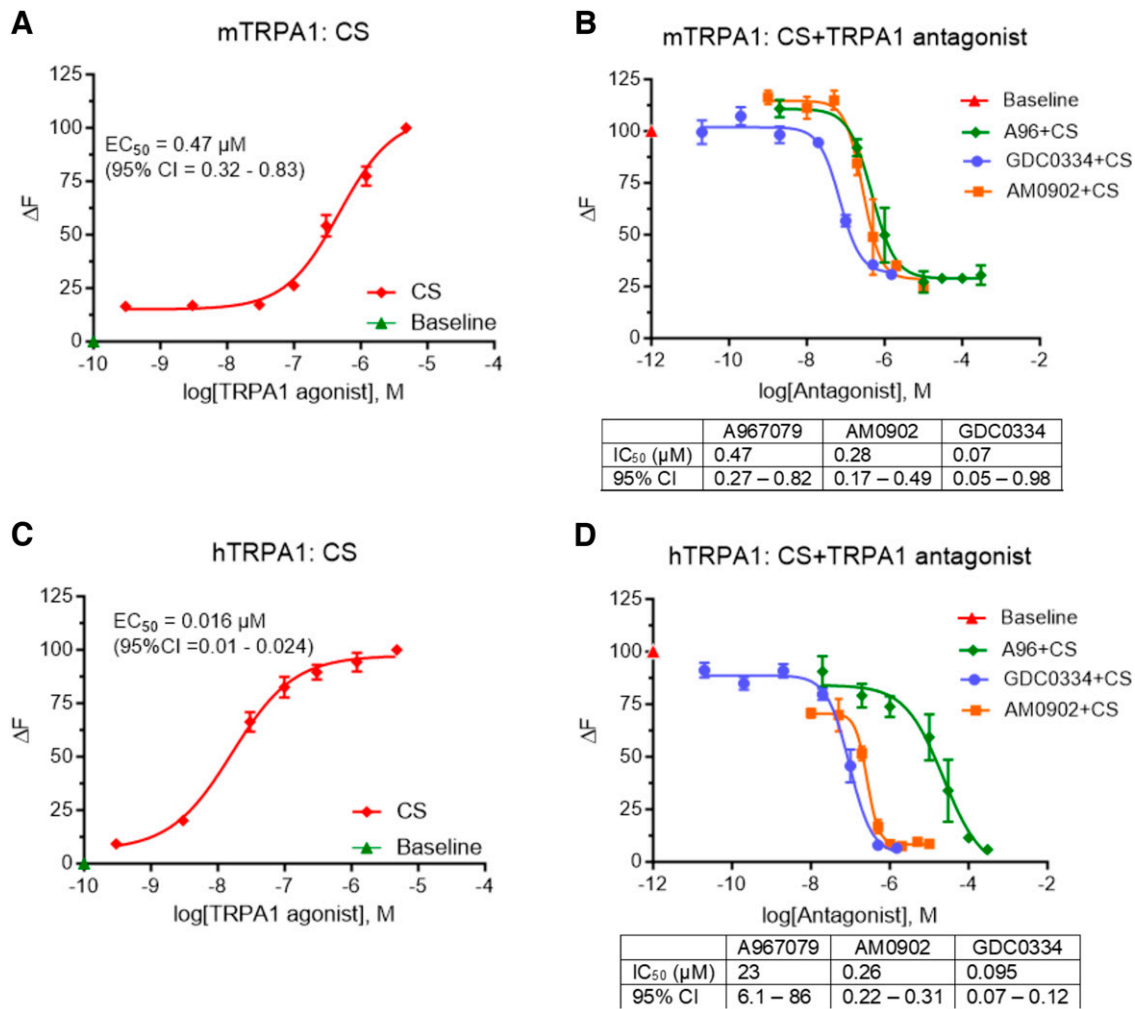 A
mTRPA1: CS
125
100
75
50
25
0
ΔF
EC₅₀ = 0.47 µM
(95% CI = 0.32 - 0.83)
CS
Baseline
-10 -9 -8 -7 -6 -5 -4
log[TRPA1 agonist], M
B
mTRPA1: CS+TRPA1 antagonist
125
100
75
50
25
0
ΔF
Baseline
A96+CS
GDC0334+CS
AM0902+CS
-12 -10 -8 -6 -4 -2
log[Antagonist], M
A967079 AM0902 GDC0334
IC₅₀ (µM) 0.47 0.28 0.07
95% CI 0.27 – 0.82 0.17 – 0.49 0.05 – 0.98
C
hTRPA1: CS
125
100
75
50
25
0
ΔF
EC₅₀ = 0.016 µM
(95%CI =0.01 - 0.024)
CS
Baseline
-10 -9 -8 -7 -6 -5 -4
log[TRPA1 agonist], M
D
hTRPA1: CS+TRPA1 antagonist
125
100
75
50
25
0
ΔF
Baseline
A96+CS
GDC0334+CS
AM0902+CS
-12 -10 -8 -6 -4 -2
log[Antagonist], M
A967079 AM0902 GDC0334
IC₅₀ (µM) 23 0.26 0.095
95% CI 6.1 – 86 0.22 – 0.31 0.07 – 0.12